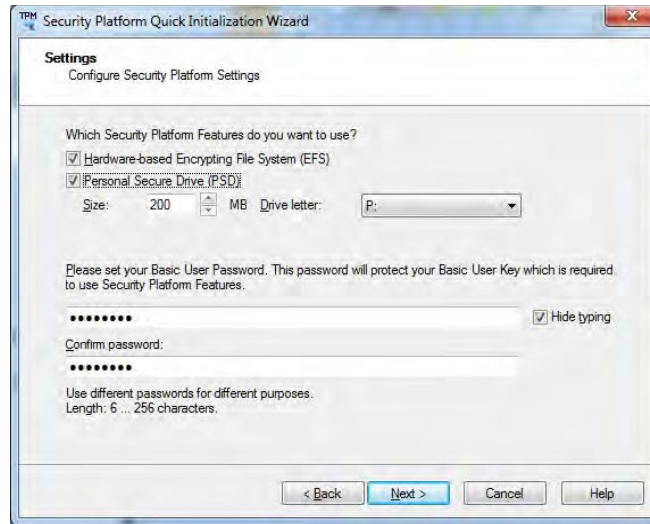 TPM Security Platform Quick Initialization Wizard
Settings
Configure Security Platform Settings
Which Security Platform Features do you want to use?
Hardware-based Encrypting File System (EFS)
Personal Secure Drive (PSD)
Size: 200 MB Drive letter: P:
Please set your Basic User Password. This password will protect your Basic User Key which is required
to use Security Platform Features.
●●●●●●●● Hide typing
Confirm password:
●●●●●●●●
Use different passwords for different purposes.
Length: 6 ... 256 characters.
< Back Next > Cancel Help